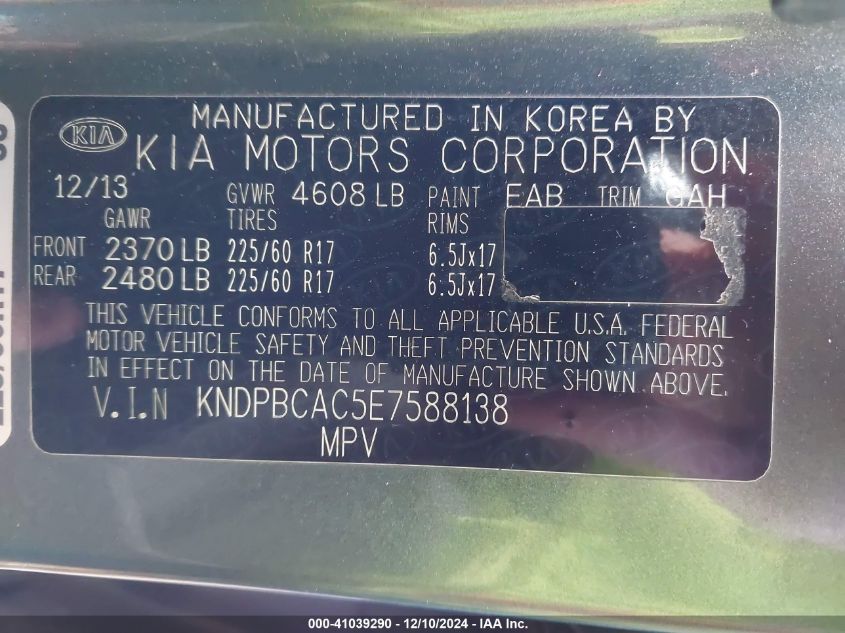 MANUFACTURED IN KOREA BY
KIA KIA MOTORS CORPORATION
12/13 GVWR 4608 LB PAINT EAB TRIM GAH
GAWR TIRES RIMS
FRONT 2370 LB 225/60 R17 6.5Jx17
REAR 2480 LB 225/60 R17 6.5Jx17
THIS VEHICLE CONFORMS TO ALL APPLICABLE U.S.A. FEDERAL
MOTOR VEHICLE SAFETY AND THEFT PREVENTION STANDARDS
IN EFFECT ON THE DATE OF MANUFACTURE SHOWN ABOVE.
V.I.N KNDPBCAC5E7588138
MPV
000-41039290 - 12/10/2024 - IAA Inc.